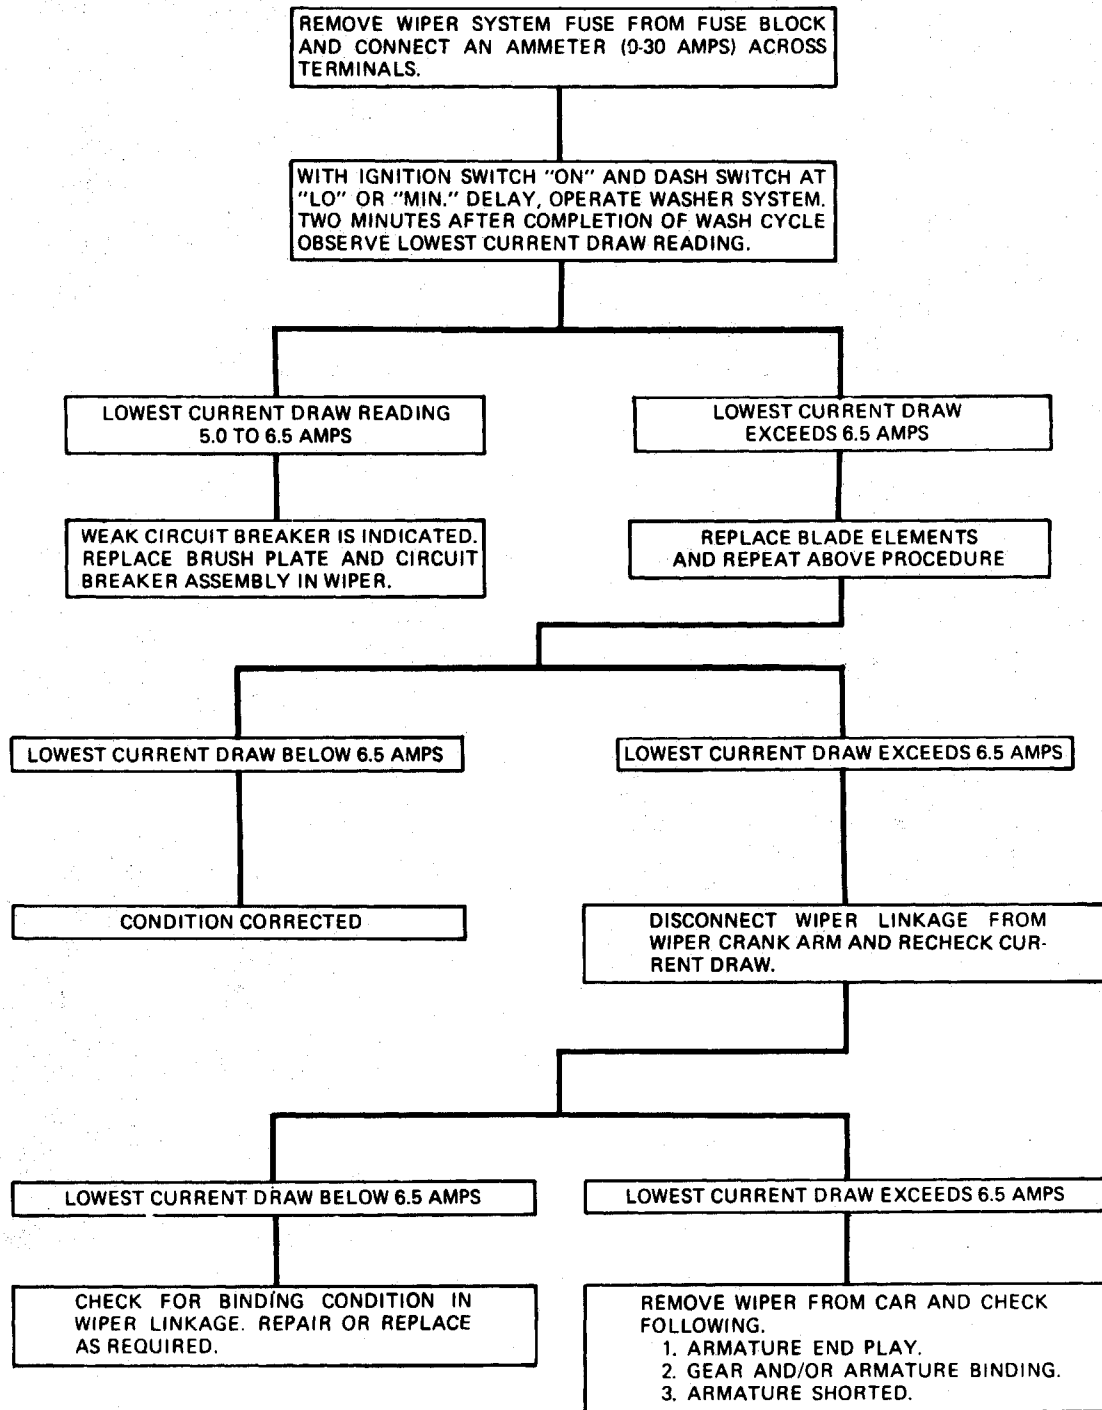 REMOVE WIPER SYSTEM FUSE FROM FUSE BLOCK
AND CONNECT AN AMMETER (0-30 AMPS) ACROSS
TERMINALS.
WITH IGNITION SWITCH "ON" AND DASH SWITCH AT
"LO" OR "MIN." DELAY, OPERATE WASHER SYSTEM.
TWO MINUTES AFTER COMPLETION OF WASH CYCLE
OBSERVE LOWEST CURRENT DRAW READING.
LOWEST CURRENT DRAW READING
5.0 TO 6.5 AMPS
LOWEST CURRENT DRAW
EXCEEDS 6.5 AMPS
WEAK CIRCUIT BREAKER IS INDICATED.
REPLACE BRUSH PLATE AND CIRCUIT
BREAKER ASSEMBLY IN WIPER.
REPLACE BLADE ELEMENTS
AND REPEAT ABOVE PROCEDURE
LOWEST CURRENT DRAW BELOW 6.5 AMPS
LOWEST CURRENT DRAW EXCEEDS 6.5 AMPS
CONDITION CORRECTED
DISCONNECT WIPER LINKAGE FROM
WIPER CRANK ARM AND RECHECK CUR-
RENT DRAW.
LOWEST CURRENT DRAW BELOW 6.5 AMPS
LOWEST CURRENT DRAW EXCEEDS 6.5 AMPS
CHECK FOR BINDING CONDITION IN
WIPER LINKAGE. REPAIR OR REPLACE
AS REQUIRED.
REMOVE WIPER FROM CAR AND CHECK
FOLLOWING.
1. ARMATURE END PLAY.
2. GEAR AND/OR ARMATURE BINDING.
3. ARMATURE SHORTED.